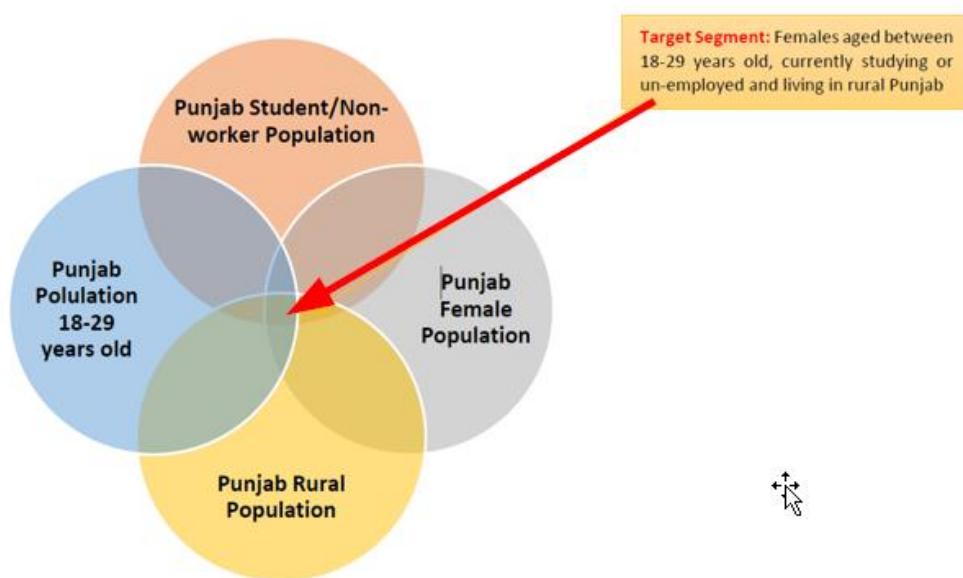 Target Segment: Females aged between
18-29 years old, currently studying or
un-employed and living in rural Punjab
Punjab Student/Non-
worker Population
Punjab
Polulation
18-29
years old
Punjab
Female
Population
Punjab Rural
Population